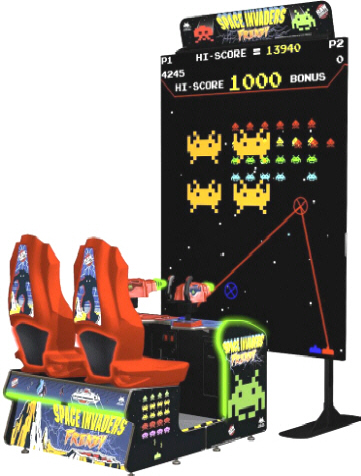 SPACE INVADERS
FRENZY
P1
HI-SCORE = 13940
P2
4245
0
HI-SCORE 1000 BONUS
SPACE INVADERS
FRENZY
SPACE INVADERS
FRENZY